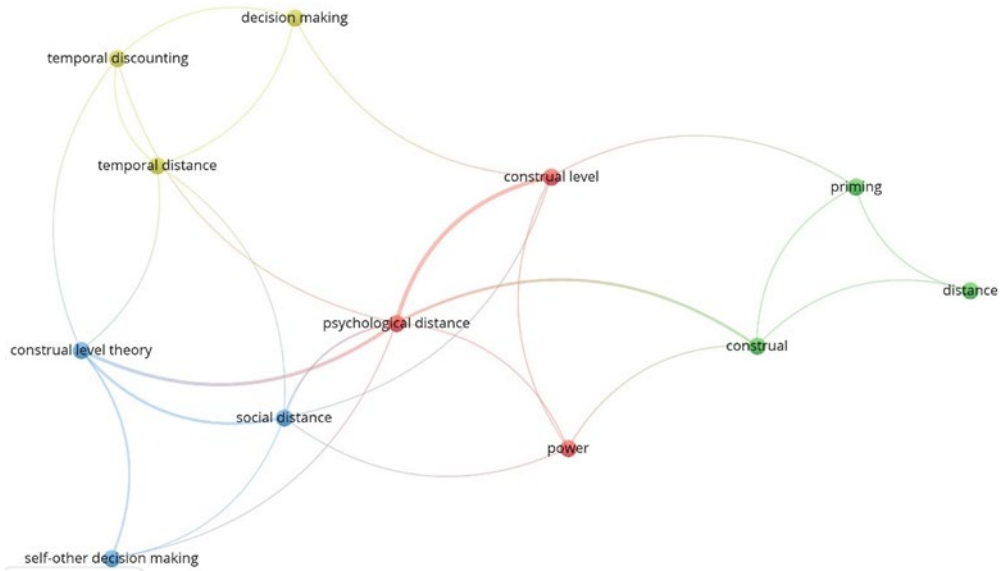 decision making
temporal discounting
temporal distance
construal level
priming
distance
psychological distance
construal
construal level theory
social distance
power
self-other decision making